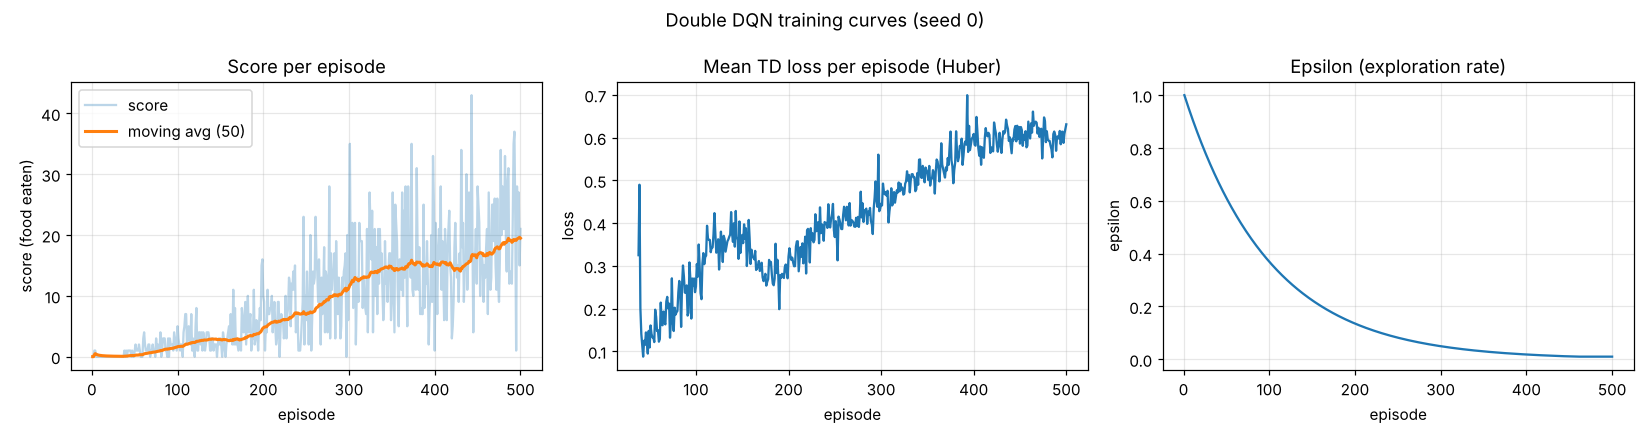 Double DQN training curves (seed 0)
Score per episode
score
moving avg (50)
40
30
20
10
0
score (food eaten)
0 100 200 300 400 500
episode
Mean TD loss per episode (Huber)
0.7
0.6
0.5
0.4
0.3
0.2
0.1
loss
100 200 300 400 500
episode
Epsilon (exploration rate)
1.0
0.8
0.6
0.4
0.2
0.0
epsilon
0 100 200 300 400 500
episode